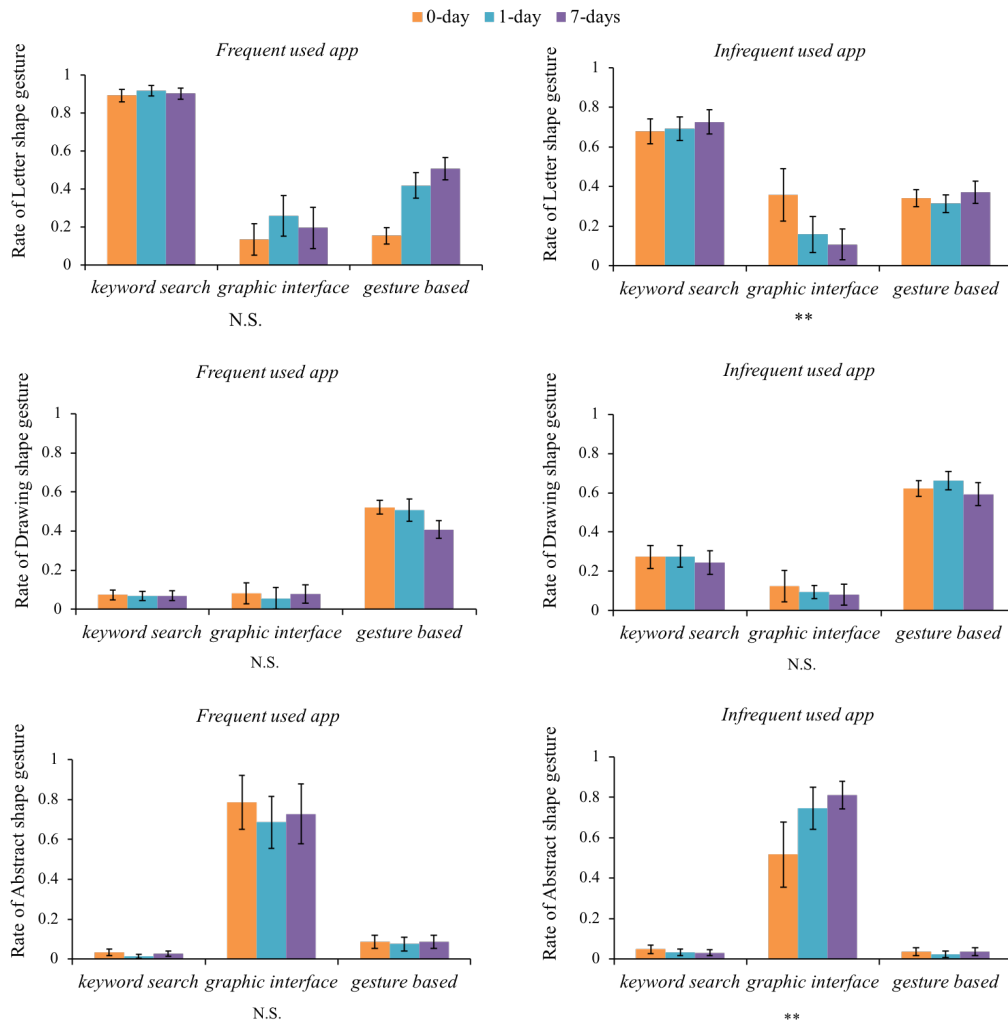 0-day 1-day 7-days
Frequent used app
Rate of Letter shape gesture
1
0.8
0.6
0.4
0.2
0
keyword search graphic interface gesture based
N.S.
Infrequent used app
Rate of Letter shape gesture
1
0.8
0.6
0.4
0.2
0
keyword search graphic interface gesture based
**
Frequent used app
Rate of Drawing shape gesture
1
0.8
0.6
0.4
0.2
0
keyword search graphic interface gesture based
N.S.
Infrequent used app
Rate of Drawing shape gesture
1
0.8
0.6
0.4
0.2
0
keyword search graphic interface gesture based
N.S.
Frequent used app
Rate of Abstract shape gesture
1
0.8
0.6
0.4
0.2
0
keyword search graphic interface gesture based
N.S.
Infrequent used app
Rate of Abstract shape gesture
1
0.8
0.6
0.4
0.2
0
keyword search graphic interface gesture based
**